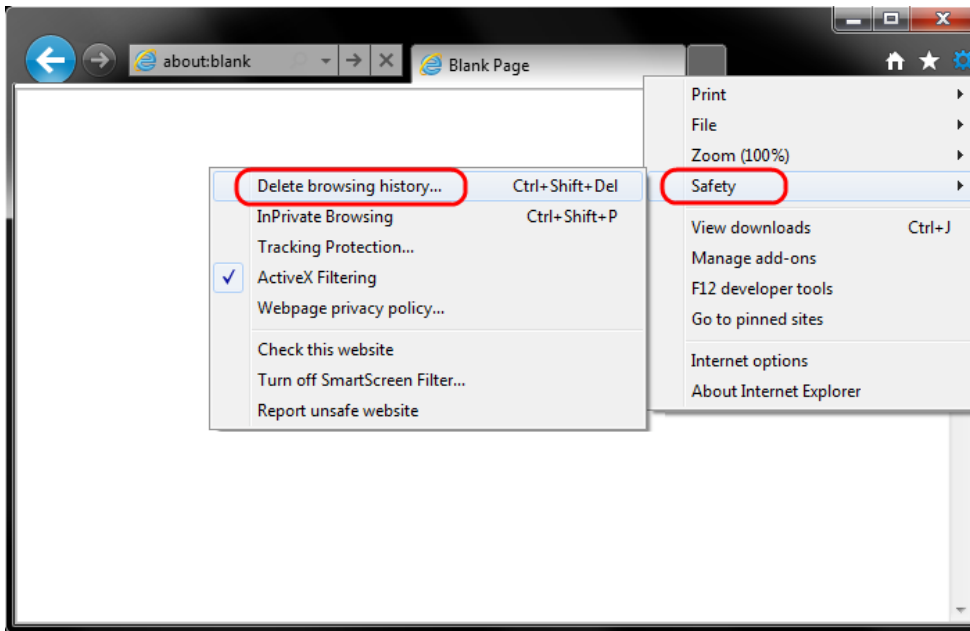 about:blank
Blank Page
Print
File
Zoom (100%)
Safety
View downloads Ctrl+J
Manage add-ons
F12 developer tools
Go to pinned sites
Internet options
About Internet Explorer
Delete browsing history... Ctrl+Shift+Del
InPrivate Browsing Ctrl+Shift+P
Tracking Protection...
ActiveX Filtering
Webpage privacy policy...
Check this website
Turn off SmartScreen Filter...
Report unsafe website